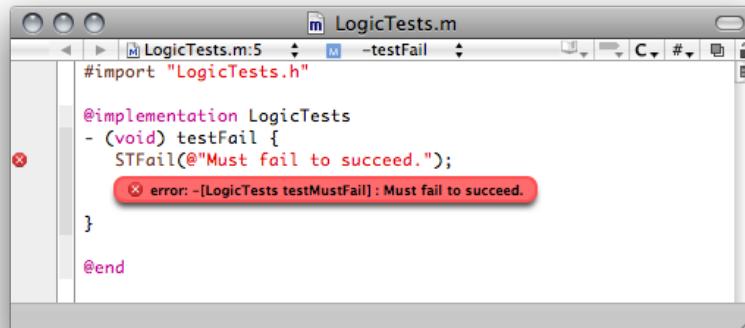 LogicTests.m
LogicTests.m:5 M -testFail C #
#import "LogicTests.h"
@implementation LogicTests
- (void) testFail {
STFail(@"Must fail to succeed.");
error: -[LogicTests testMustFail] : Must fail to succeed.
}
@end